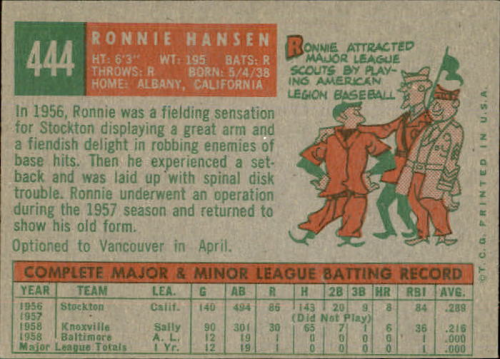 444
RONNIE HANSEN
HT: 6'3" WT: 195 BATS: R
THROWS: R BORN: 5/4/38
HOME: ALBANY, CALIFORNIA
RONNIE ATTRACTED
MAJOR LEAGUE
SCOUTS BY PLAY-
ING AMERICAN
LEGION BASEBALL
In 1956, Ronnie was a fielding sensation
for Stockton displaying a great arm and
a fiendish delight in robbing enemies of
base hits. Then he experienced a set-
back and was laid up with spinal disk
trouble. Ronnie underwent an operation
during the 1957 season and returned to
show his old form.
Optioned to Vancouver in April.
©T.C.G. PRINTED IN U.S.A.
COMPLETE MAJOR & MINOR LEAGUE BATTING RECORD
YEAR TEAM LEA. G AB R H 2B 3B HR RBI AVG.
1956 Stockton Calif. 140 494 86 143 20 9 8 84 .289
1957 (Did Not Play)
1958 Knoxville Sally 90 301 30 65 7 1 6 36 .216
1958 Baltimore A. L. 12 19 1 0 0 0 0 1 .000
Major League Totals 1 Yr. 12 19 1 0 0 0 0 1 .000